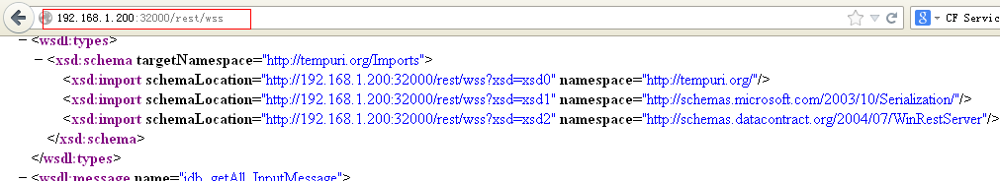 192.168.1.200:32000/rest/wss CF Servic
− <wsdl:types>
− <xsd:schema targetNamespace="http://tempuri.org/Imports">
<xsd:import schemaLocation="http://192.168.1.200:32000/rest/wss?xsd=xsd0" namespace="http://tempuri.org/"/>
<xsd:import schemaLocation="http://192.168.1.200:32000/rest/wss?xsd=xsd1" namespace="http://schemas.microsoft.com/2003/10/Serialization/"/>
<xsd:import schemaLocation="http://192.168.1.200:32000/rest/wss?xsd=xsd2" namespace="http://schemas.datacontract.org/2004/07/WinRestServer"/>
</xsd:schema>
</wsdl:types>
− <wsdl:message name="idb_getAll_InputMessage">